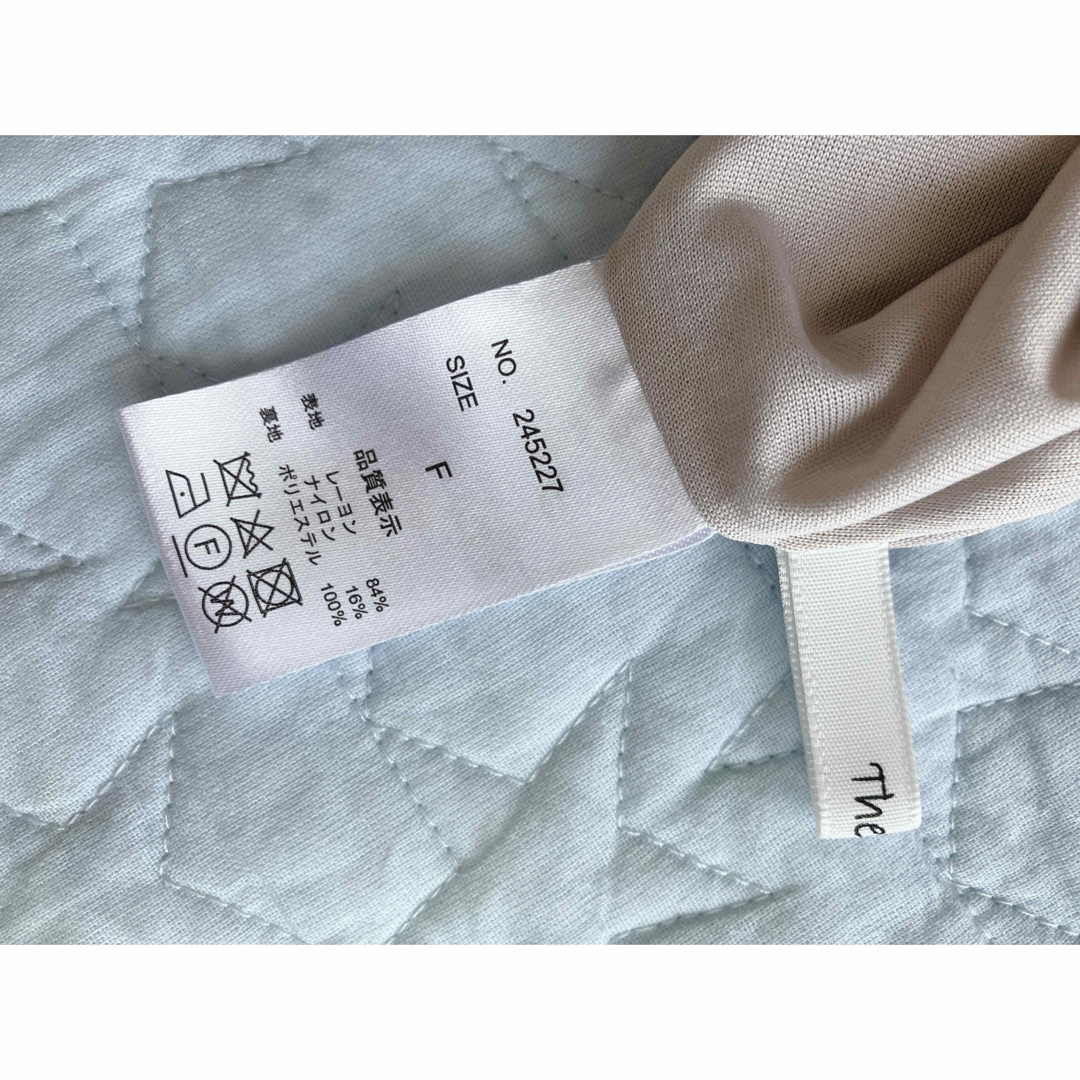 NO. 245227
SIZE F
品質表示
表地 レーヨン 84%
ナイロン 16%
裏地 ポリエステル 100%
F
W
The